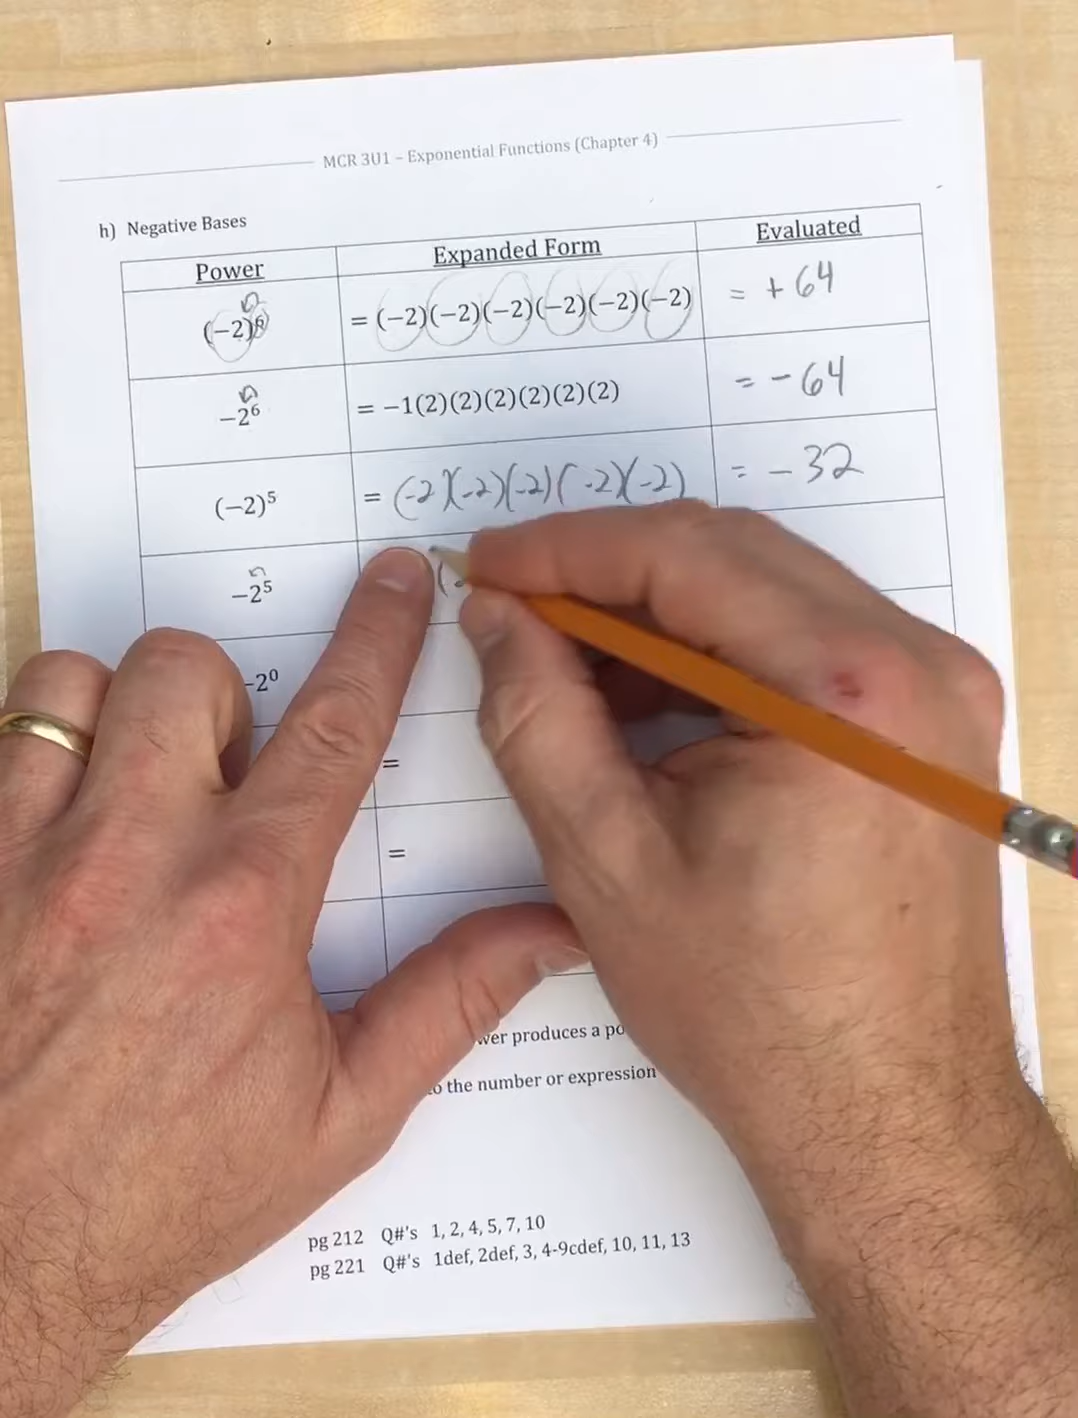 MCR 3U1 – Exponential Functions (Chapter 4)
h) Negative Bases
Power Expanded Form Evaluated
(−2)⁶ = (−2)(−2)(−2)(−2)(−2)(−2) = + 64
−2⁶ = −1(2)(2)(2)(2)(2)(2) = − 64
(−2)⁵ = (-2)(-2)(-2)(-2)(-2) = − 32
−2⁵ (
-2⁰
=
=
produces a
the number or expression
pg 212 Q#'s 1, 2, 4, 5, 7, 10
pg 221 Q#'s 1def, 2def, 3, 4-9cdef, 10, 11, 13